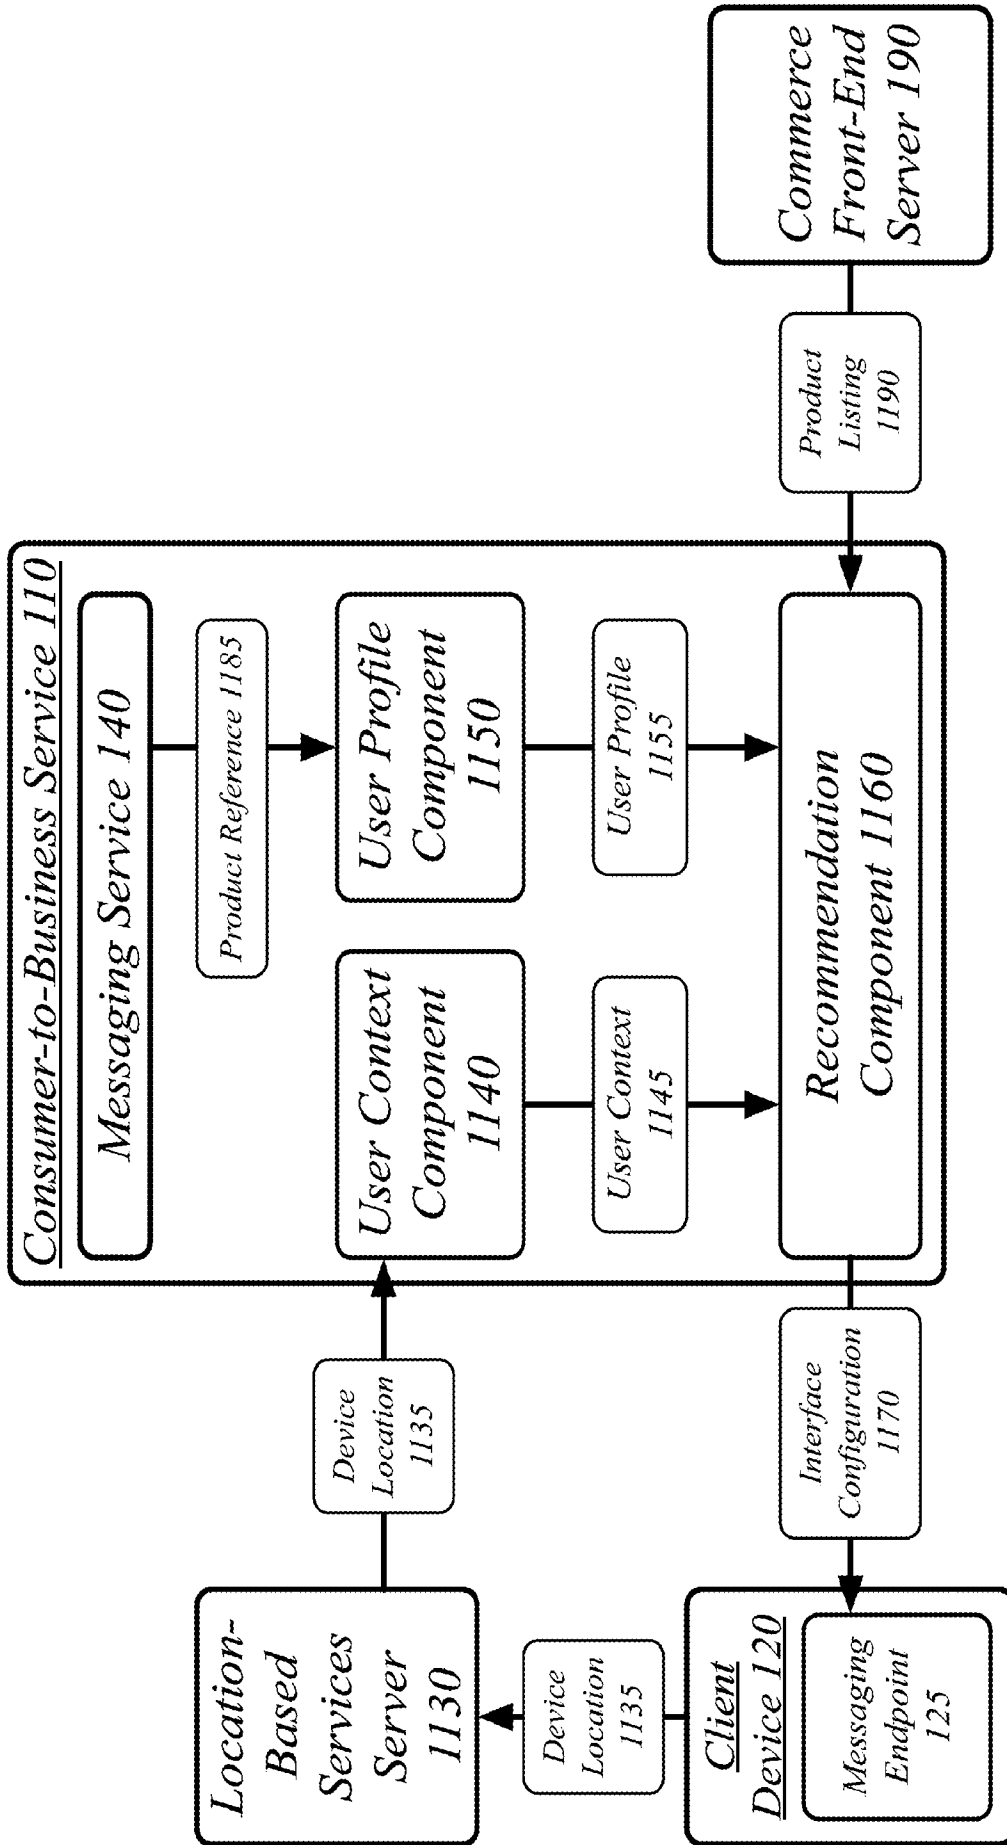 Consumer-to-Business Service 110
Messaging Service 140
Product Reference 1185
Location-
Based
Services
Server
1130
Device
Location
1135
User Context
Component
1140
User Profile
Component
1150
Device
Location
1135
User Context
1145
User Profile
1155
Client
Device 120
Messaging
Endpoint
125
Interface
Configuration
1170
Recommendation
Component 1160
Product
Listing
1190
Commerce
Front-End
Server 190